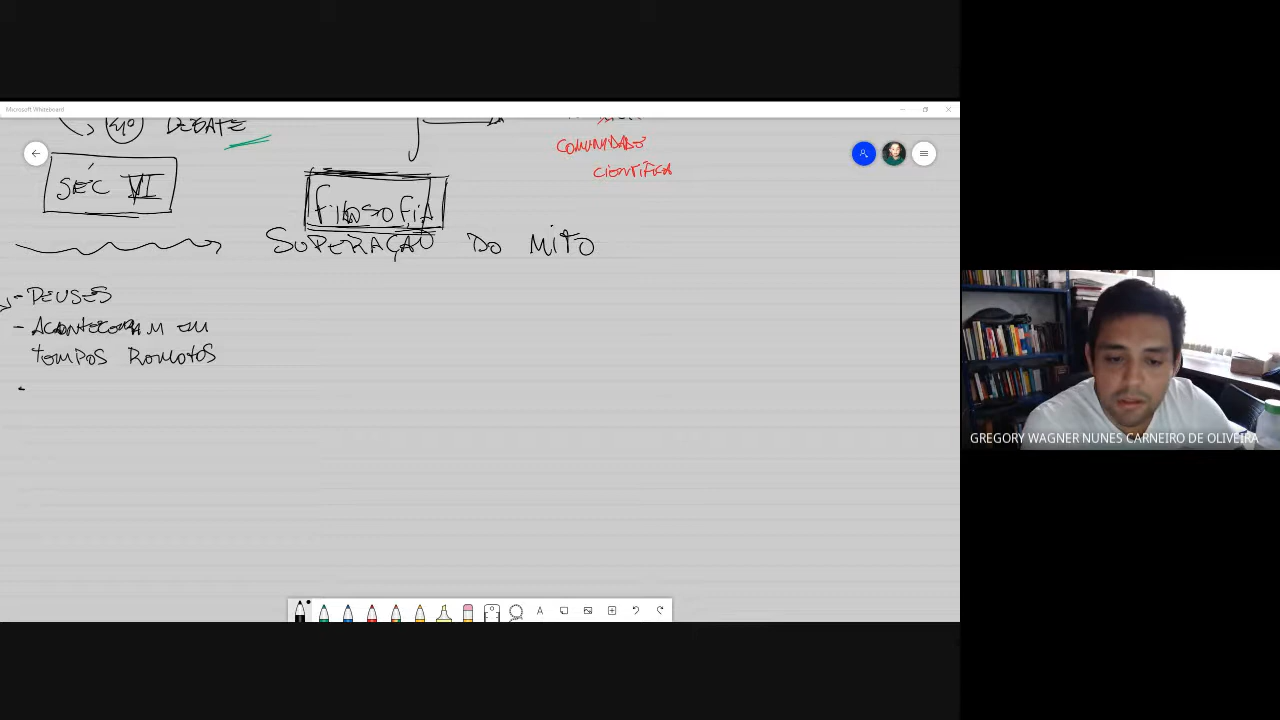 Microsoft Whiteboard
DEBATE
COMUNIDADE
CIENTÍFICA
SÉC VI
FILOSOFIA
SUPERAÇÃO DO MITO
- DEUSES
- ACONTECERAM EM
TEMPOS REMOTOS
GREGORY WAGNER NUNES CARNEIRO DE OLIVEIRA
A